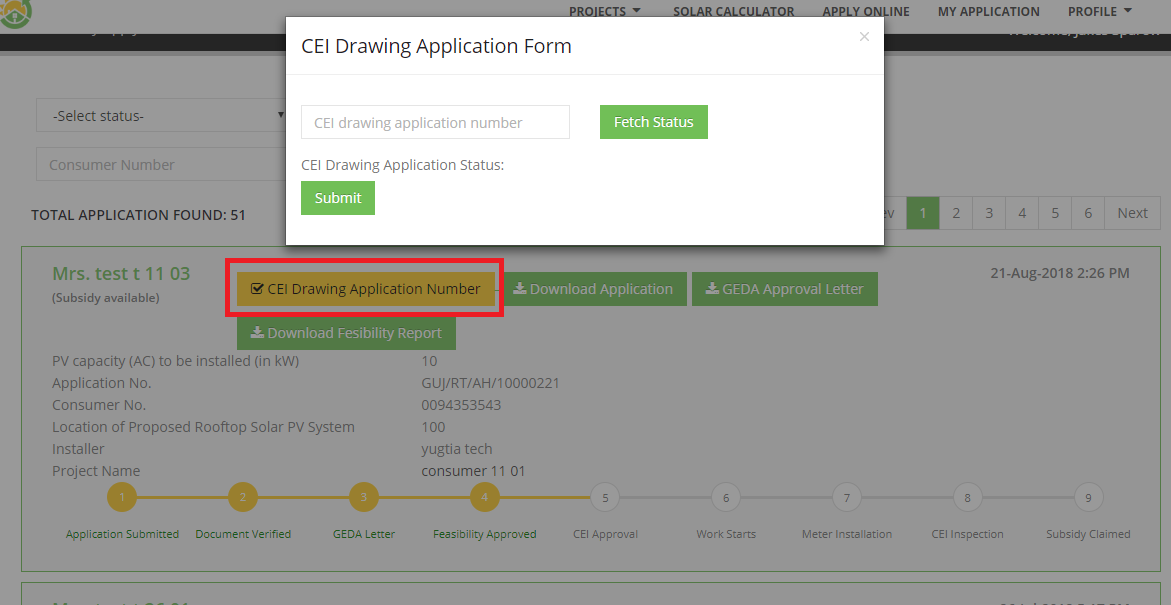 PROJECTS SOLAR CALCULATOR APPLY ONLINE MY APPLICATION PROFILE
CEI Drawing Application Form ×
-Select status-
CEI drawing application number Fetch Status
Consumer Number
CEI Drawing Application Status:
Submit
TOTAL APPLICATION FOUND: 51
1 2 3 4 5 6 Next
Mrs. test t 11 03
(Subsidy available)
CEI Drawing Application Number Download Application GEDA Approval Letter
21-Aug-2018 2:26 PM
Download Fesibility Report
PV capacity (AC) to be installed (in kW) 10
Application No. GUJ/RT/AH/10000221
Consumer No. 0094353543
Location of Proposed Rooftop Solar PV System 100
Installer yugtia tech
Project Name consumer 11 01
1 2 3 4 5 6 7 8 9
Application Submitted Document Verified GEDA Letter Feasibility Approved CEI Approval Work Starts Meter Installation CEI Inspection Subsidy Claimed